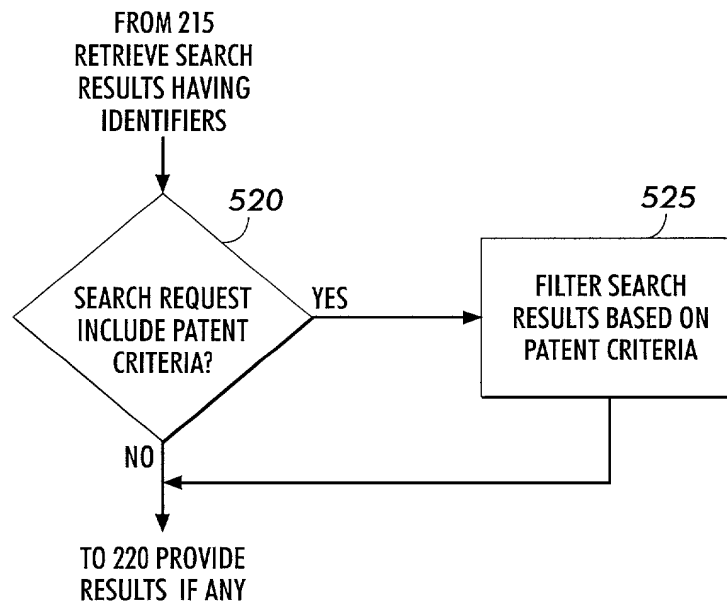 FROM 215
RETRIEVE SEARCH
RESULTS HAVING
IDENTIFIERS
520
525
SEARCH REQUEST
INCLUDE PATENT
CRITERIA?
YES
FILTER SEARCH
RESULTS BASED ON
PATENT CRITERIA
NO
TO 220 PROVIDE
RESULTS IF ANY